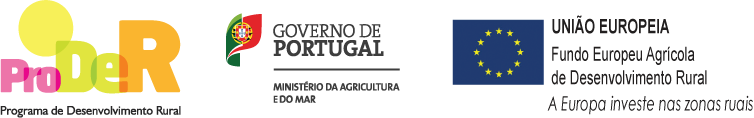 ProDeR
Programa de Desenvolvimento Rural
GOVERNO DE
PORTUGAL
MINISTÉRIO DA AGRICULTURA
E DO MAR
UNIÃO EUROPEIA
Fundo Europeu Agrícola
de Desenvolvimento Rural
A Europa investe nas zonas ruais